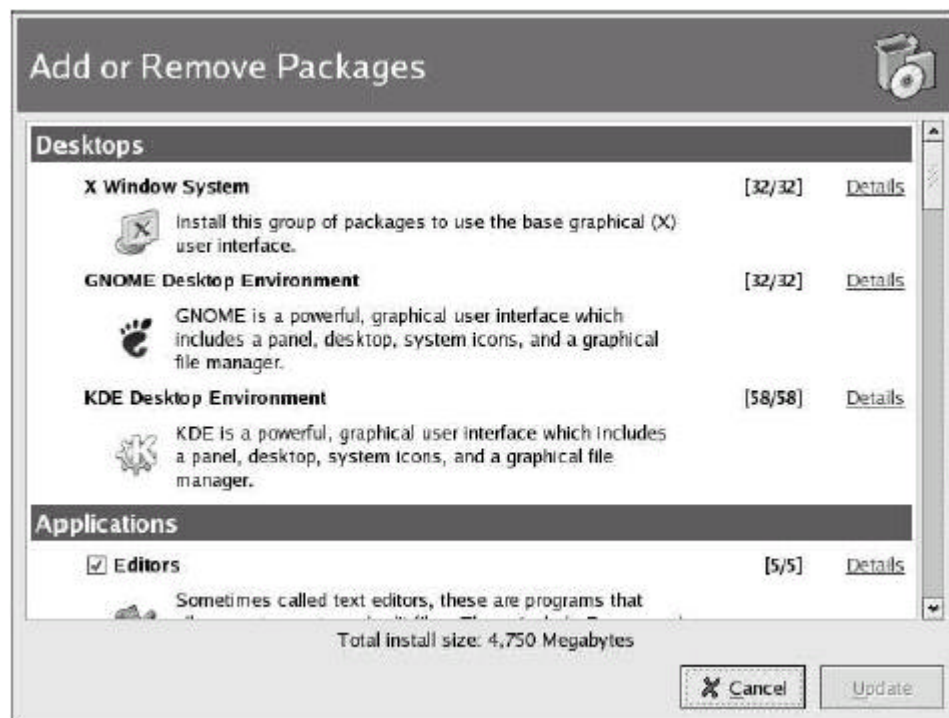 Add or Remove Packages
Desktops
X Window System [32/32] Details
Install this group of packages to use the base graphical (X)
user interface.
GNOME Desktop Environment [32/32] Details
GNOME is a powerful, graphical user interface which
includes a panel, desktop, system icons, and a graphical
file manager.
KDE Desktop Environment [58/58] Details
KDE is a powerful, graphical user interface which includes
a panel, desktop, system icons, and a graphical file
manager.
Applications
Editors [5/5] Details
Sometimes called text editors, these are programs that
Total install size: 4,750 Megabytes
Cancel
Update